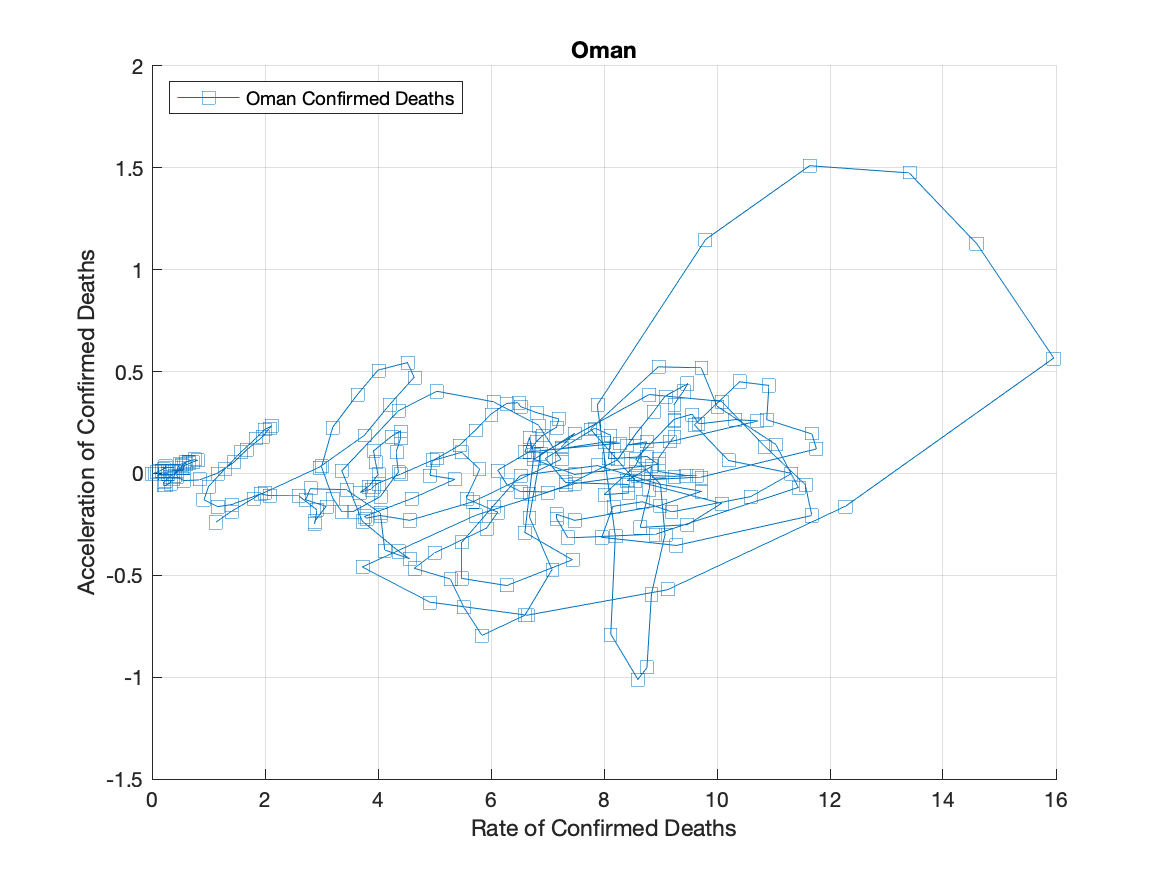 Oman
Oman Confirmed Deaths
2
1.5
1
0.5
0
-0.5
-1
-1.5
Acceleration of Confirmed Deaths
0 2 4 6 8 10 12 14 16
Rate of Confirmed Deaths